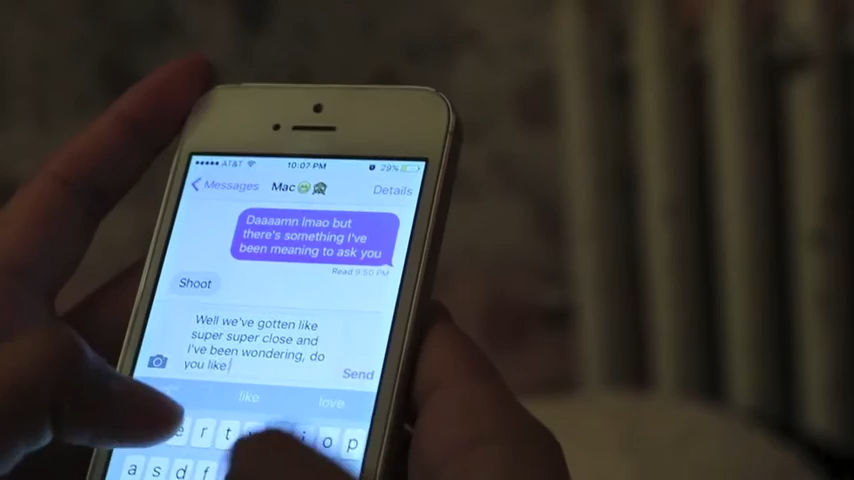 AT&T 10:07 PM 29%
Messages Mac Details
Daaaamn lmao but
there's something I've
been meaning to ask you
Read 9:50 PM
Shoot
Well we've gotten like
super super close and
I've been wondering, do
you like
Send
like love
e r t i o p
a s d f